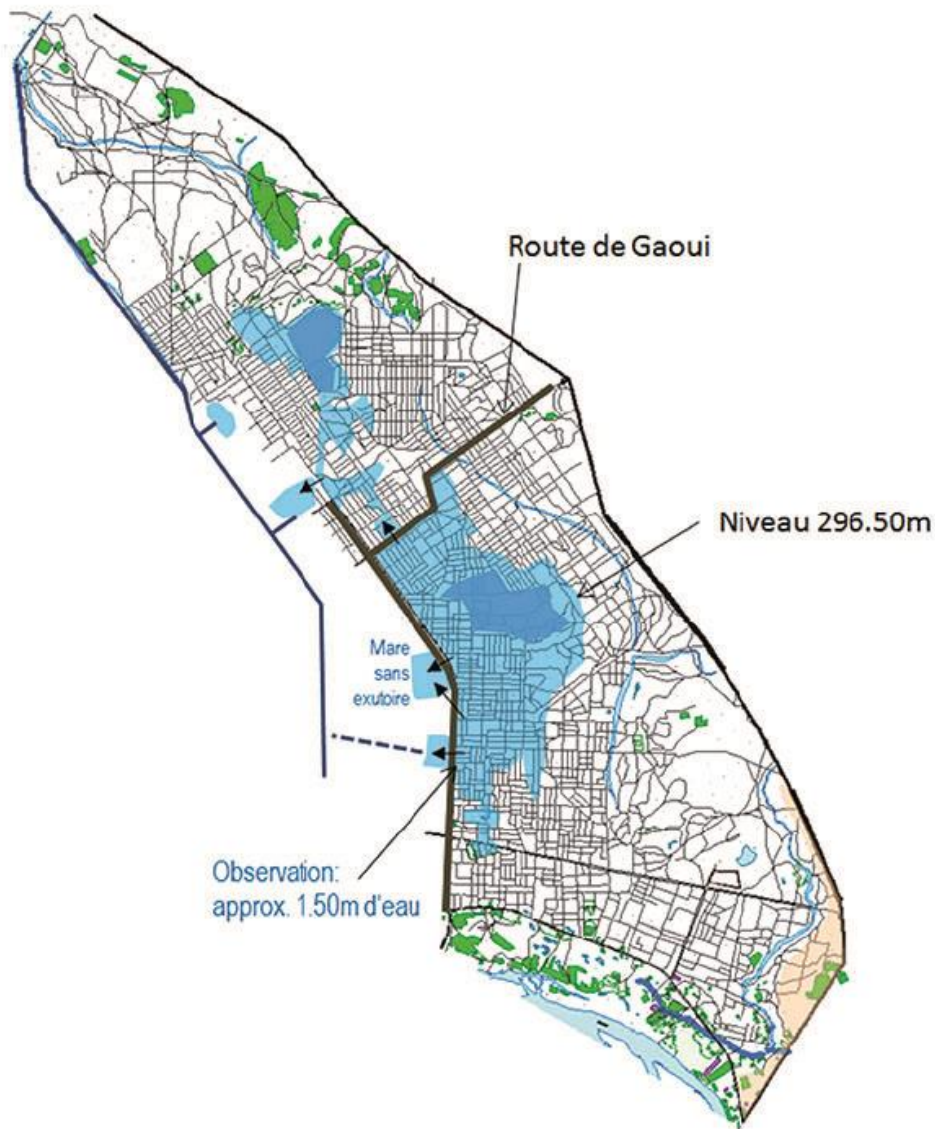 Route de Gaoui
Niveau 296.50m
Mare
sans
exutoire
Observation:
approx. 1.50m d'eau